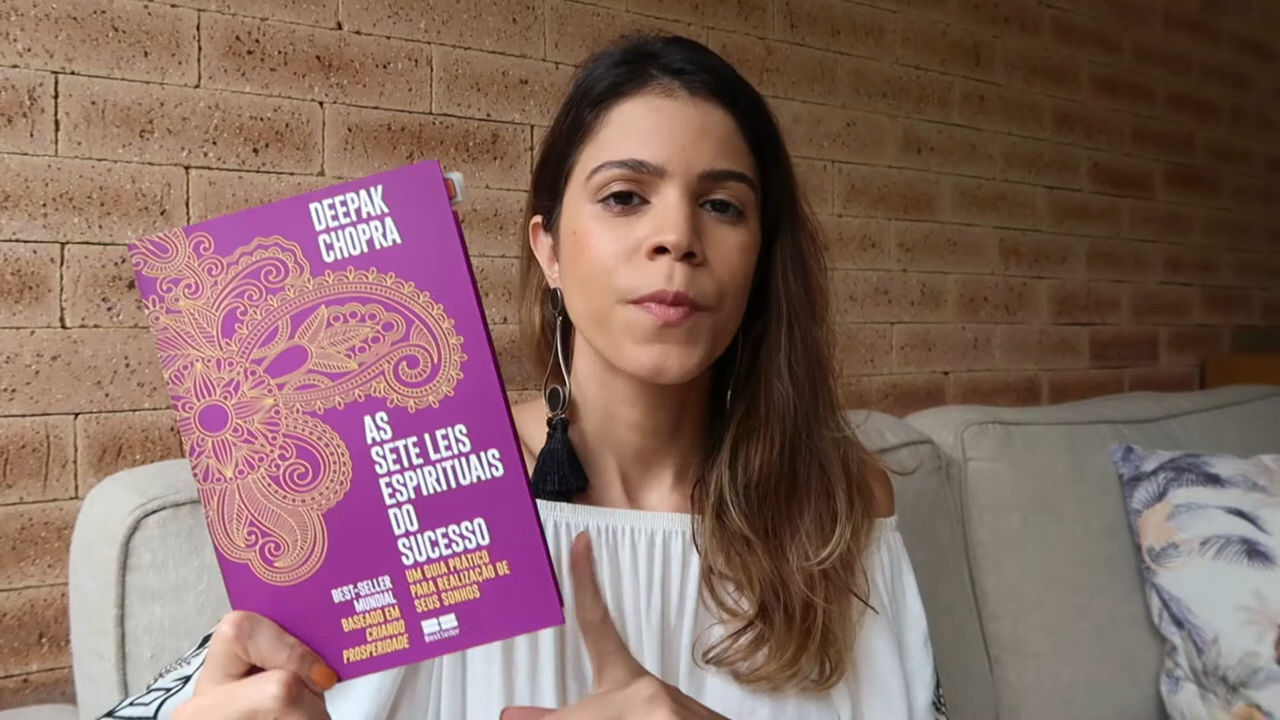 DEEPAK
CHOPRA
AS
SETE LEIS
ESPIRITUAIS
DO
SUCESSO
UM GUIA PRÁTICO
PARA REALIZAÇÃO DE
SEUS SONHOS
BEST-SELLER
MUNDIAL
BASEADO EM
CRIANDO
PROSPERIDADE
BestSeller